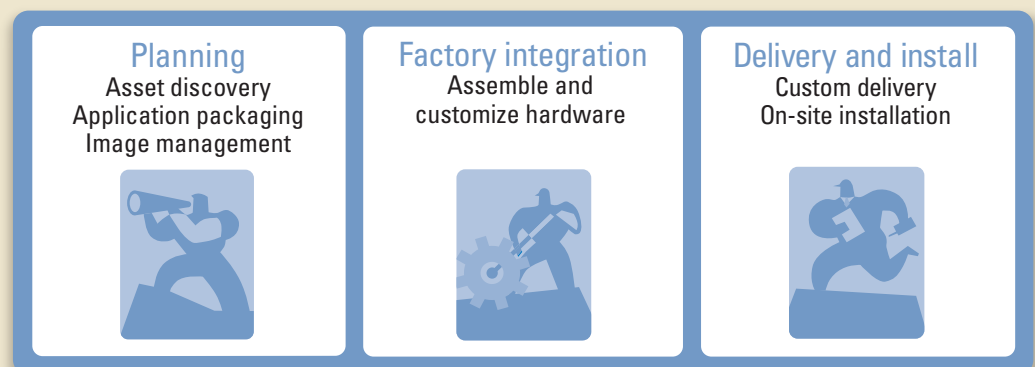 Planning
Asset discovery
Application packaging
Image management
Factory integration
Assemble and
customize hardware
Delivery and install
Custom delivery
On-site installation